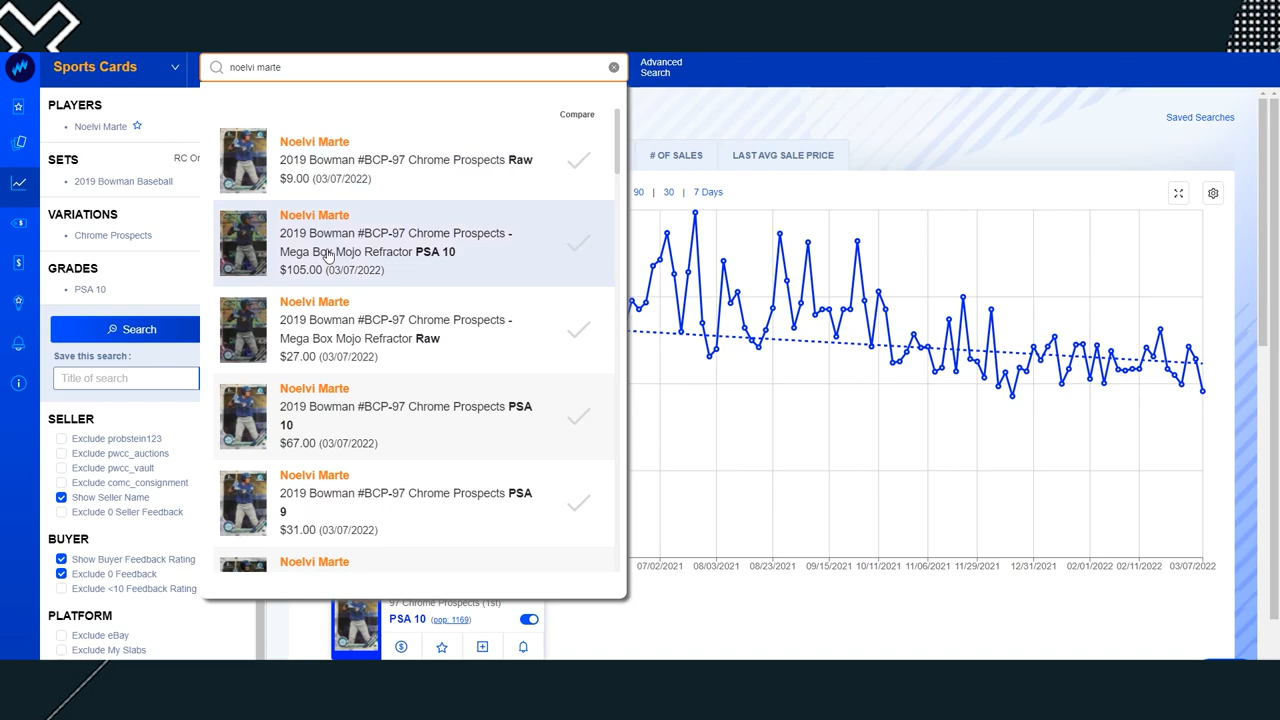 Sports Cards
noelvi marte
Advanced
Search
PLAYERS
Noelvi Marte
SETS
RC Or
2019 Bowman Baseball
VARIATIONS
Chrome Prospects
GRADES
PSA 10
Search
Save this search :
Title of search
SELLER
Exclude probstein123
Exclude pwcc_auctions
Exclude pwcc_vault
Exclude comc_consignment
Show Seller Name
Exclude 0 Seller Feedback
BUYER
Show Buyer Feedback Rating
Exclude 0 Feedback
Exclude <10 Feedback Rating
PLATFORM
Exclude eBay
Exclude My Slabs
Compare
Noelvi Marte
2019 Bowman #BCP-97 Chrome Prospects Raw
$9.00 (03/07/2022)
Noelvi Marte
2019 Bowman #BCP-97 Chrome Prospects -
Mega Box Mojo Refractor PSA 10
$105.00 (03/07/2022)
Noelvi Marte
2019 Bowman #BCP-97 Chrome Prospects -
Mega Box Mojo Refractor Raw
$27.00 (03/07/2022)
Noelvi Marte
2019 Bowman #BCP-97 Chrome Prospects PSA
10
$67.00 (03/07/2022)
Noelvi Marte
2019 Bowman #BCP-97 Chrome Prospects PSA
9
$31.00 (03/07/2022)
Noelvi Marte
Saved Searches
# OF SALES
LAST AVG SALE PRICE
90 | 30 | 7 Days
07/02/2021 08/03/2021 08/23/2021 09/15/2021 10/11/2021 11/06/2021 11/29/2021 12/31/2021 02/01/2022 02/11/2022 03/07/2022
97 Chrome Prospects (1st)
PSA 10 (pop. 1169)